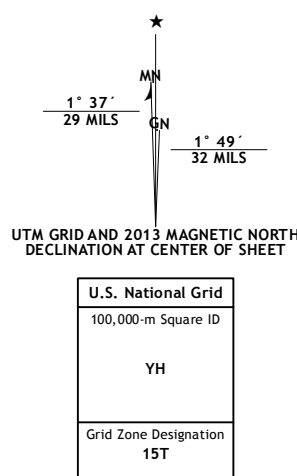 ★
MN
1° 37´
29 MILS
GN
1° 49´
32 MILS
UTM GRID AND 2013 MAGNETIC NORTH
DECLINATION AT CENTER OF SHEET
U.S. National Grid
100,000-m Square ID
YH
Grid Zone Designation
15T